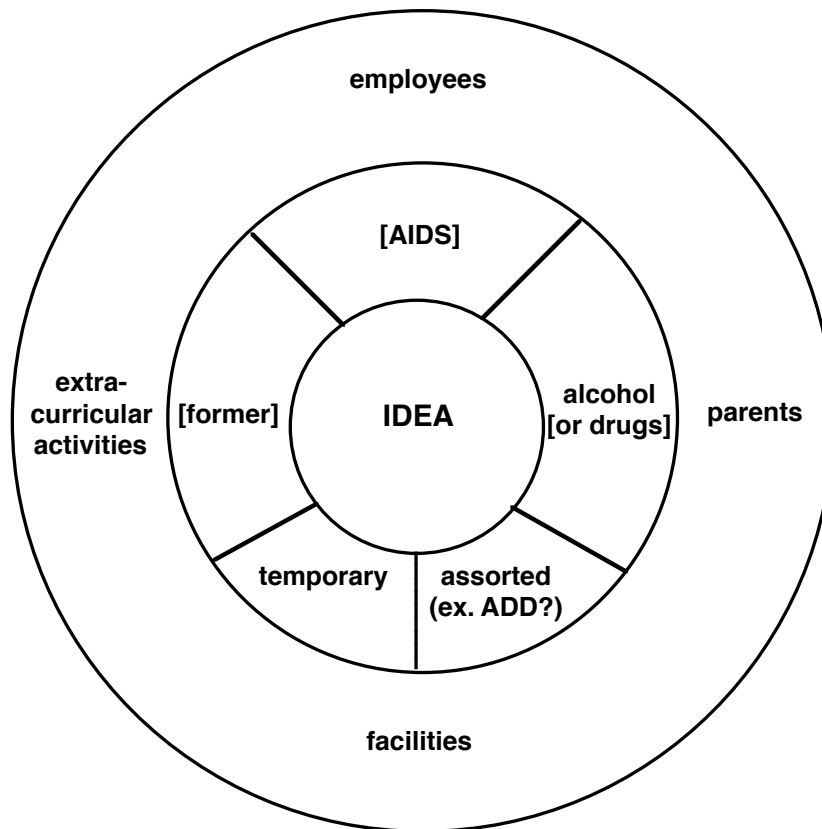 employees
[AIDS]
extra-
curricular
activities
[former]
IDEA
alcohol
[or drugs]
parents
temporary
assorted
(ex. ADD?)
facilities